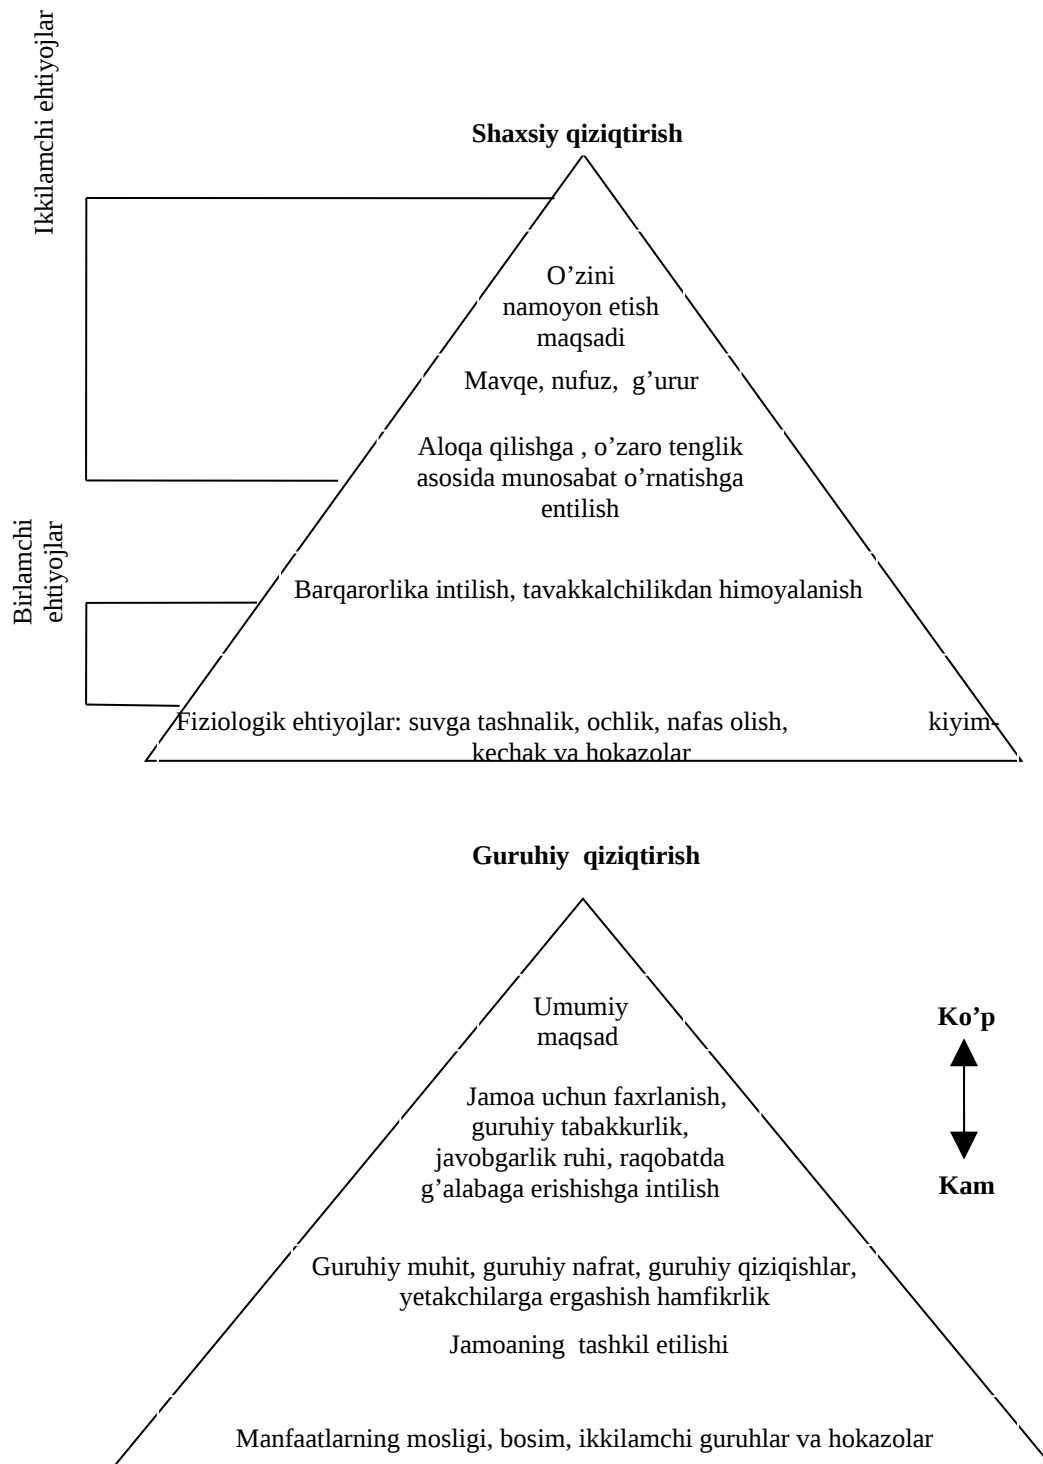 Ikkilamchi ehtiyojlar
Shaxsiy qiziqtirish
O’zini
namoyon etish
maqsadi
Mavqe, nufuz, g’urur
Aloqa qilishga , o’zaro tenglik
asosida munosabat o’rnatishga
entilish
Birlamchi
ehtiyojlar
Barqarorlika intilish, tavakkalchilikdan himoyalanish
Fiziologik ehtiyojlar: suvga tashnalik, ochlik, nafas olish, kiyim-
kechak va hokazolar
Guruhiy qiziqtirish
Umumiy
maqsad
Ko’p
Jamoa uchun faxrlanish,
guruhiy tabakkurlik,
javobgarlik ruhi, raqobatda
g’alabaga erishishga intilish
Kam
Guruhiy muhit, guruhiy nafrat, guruhiy qiziqishlar,
yetakchilarga ergashish hamfikrlik
Jamoaning tashkil etilishi
Manfaatlarning mosligi, bosim, ikkilamchi guruhlar va hokazolar